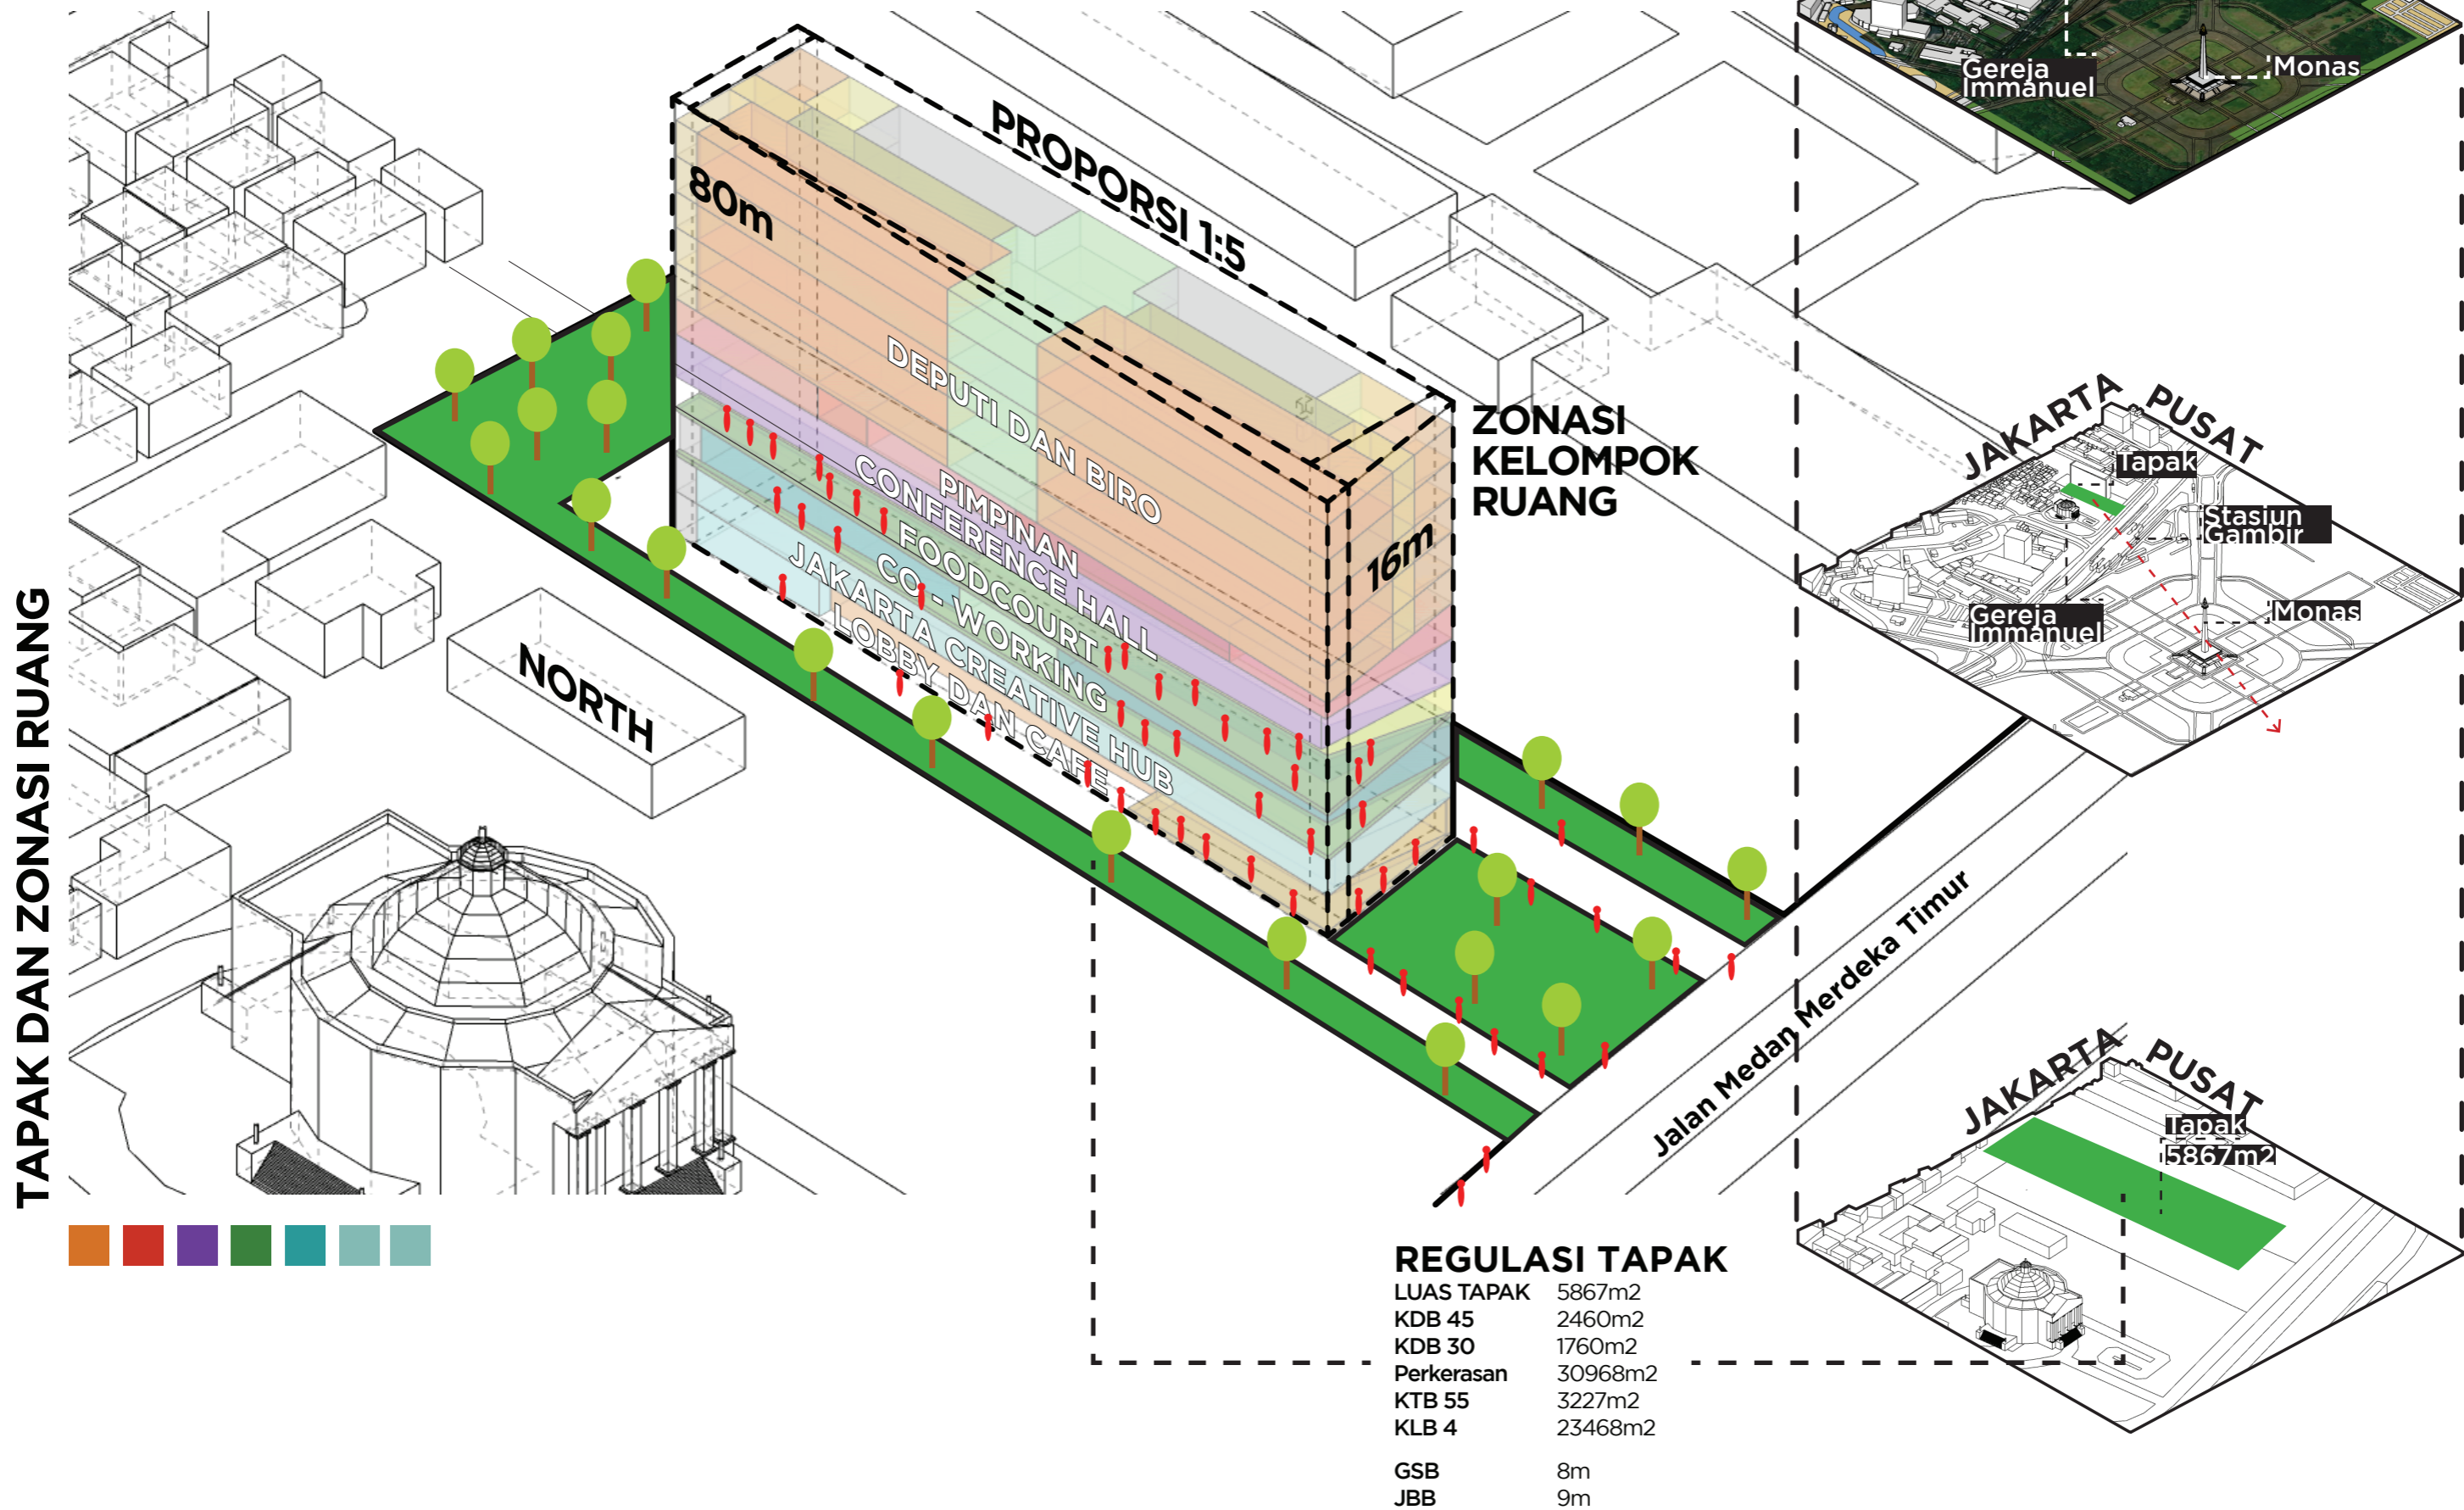 TAPAK DAN ZONASI RUANG
PROPORSI 1:5
80m
16m
DEPUTI DAN BIRO
PIMPINAN
CONFERENCE HALL
FOODCOURT
CO - WORKING
JAKARTA CREATIVE HUB
LOBBY DAN CAFE
NORTH
ZONASI
KELOMPOK
RUANG
Jalan Medan Merdeka Timur
Gereja
Immanuel
Monas
JAKARTA PUSAT
Tapak
Stasiun
Gambir
Gereja
Immanuel
Monas
JAKARTA PUSAT
Tapak
5867m2
REGULASI TAPAK
LUAS TAPAK 5867m2
KDB 45 2460m2
KDB 30 1760m2
Perkerasan 30968m2
KTB 55 3227m2
KLB 4 23468m2
GSB 8m
JBB 9m